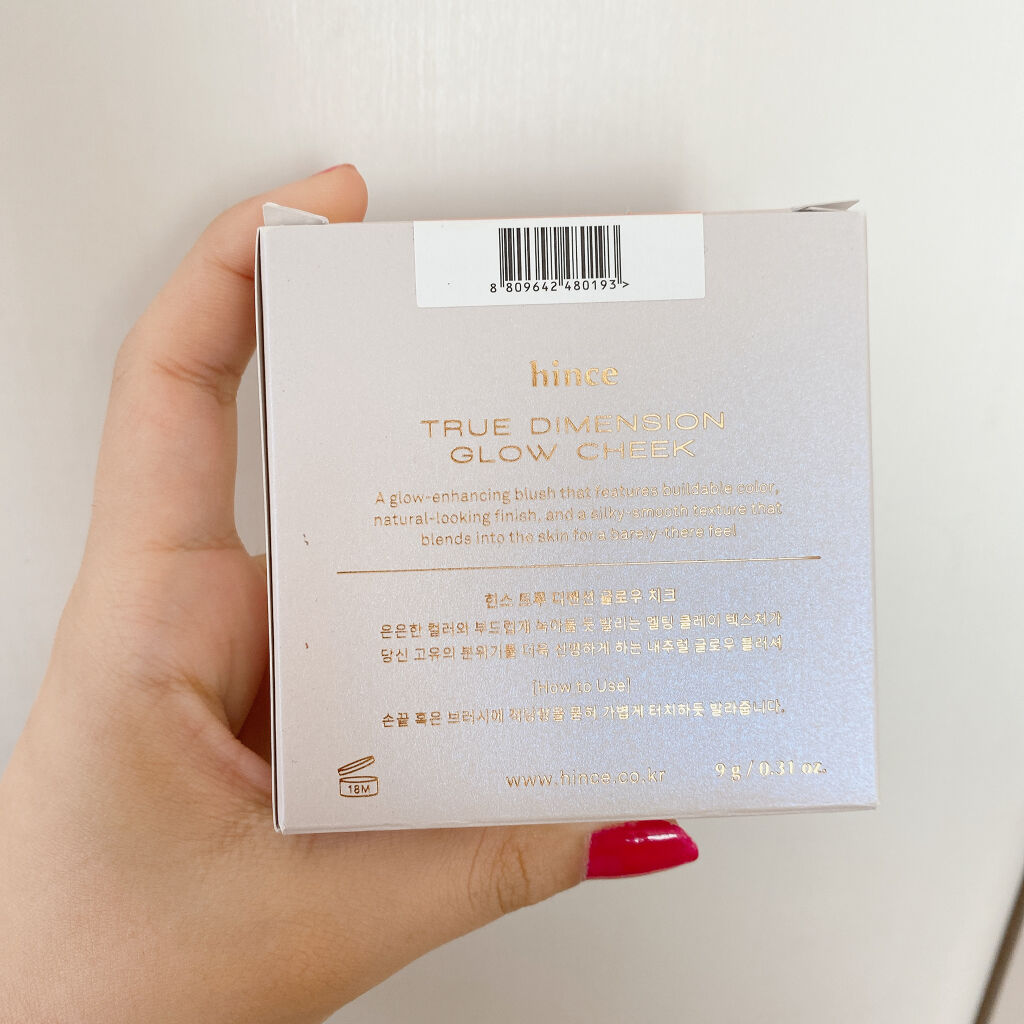 8 809642 480193 >
hince
TRUE DIMENSION
GLOW CHEEK
A glow-enhancing blush that features buildable color,
natural-looking finish, and a silky-smooth texture that
blends into the skin for a barely-there feel
힌스 트루 디멘션 글로우 치크
은은한 컬러와 부드럽게 녹아들 듯 발리는 멜팅 클레이 텍스처가
당신 고유의 분위기를 더욱 선명하게 하는 내추럴 글로우 블러셔
[How to Use]
손끝 혹은 브러시에 적당량을 묻혀 가볍게 터치하듯 발라줍니다.
18M
www.hince.co.kr
9 g / 0.31 oz.